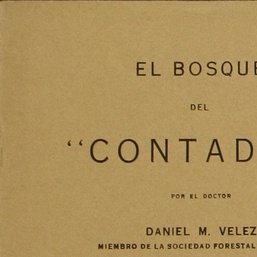 EL BOSQUE
DEL
"CONTAD
POR EL DOCTOR
DANIEL M. VELEZ
MIEMBRO DE LA SOCIEDAD FORESTAL